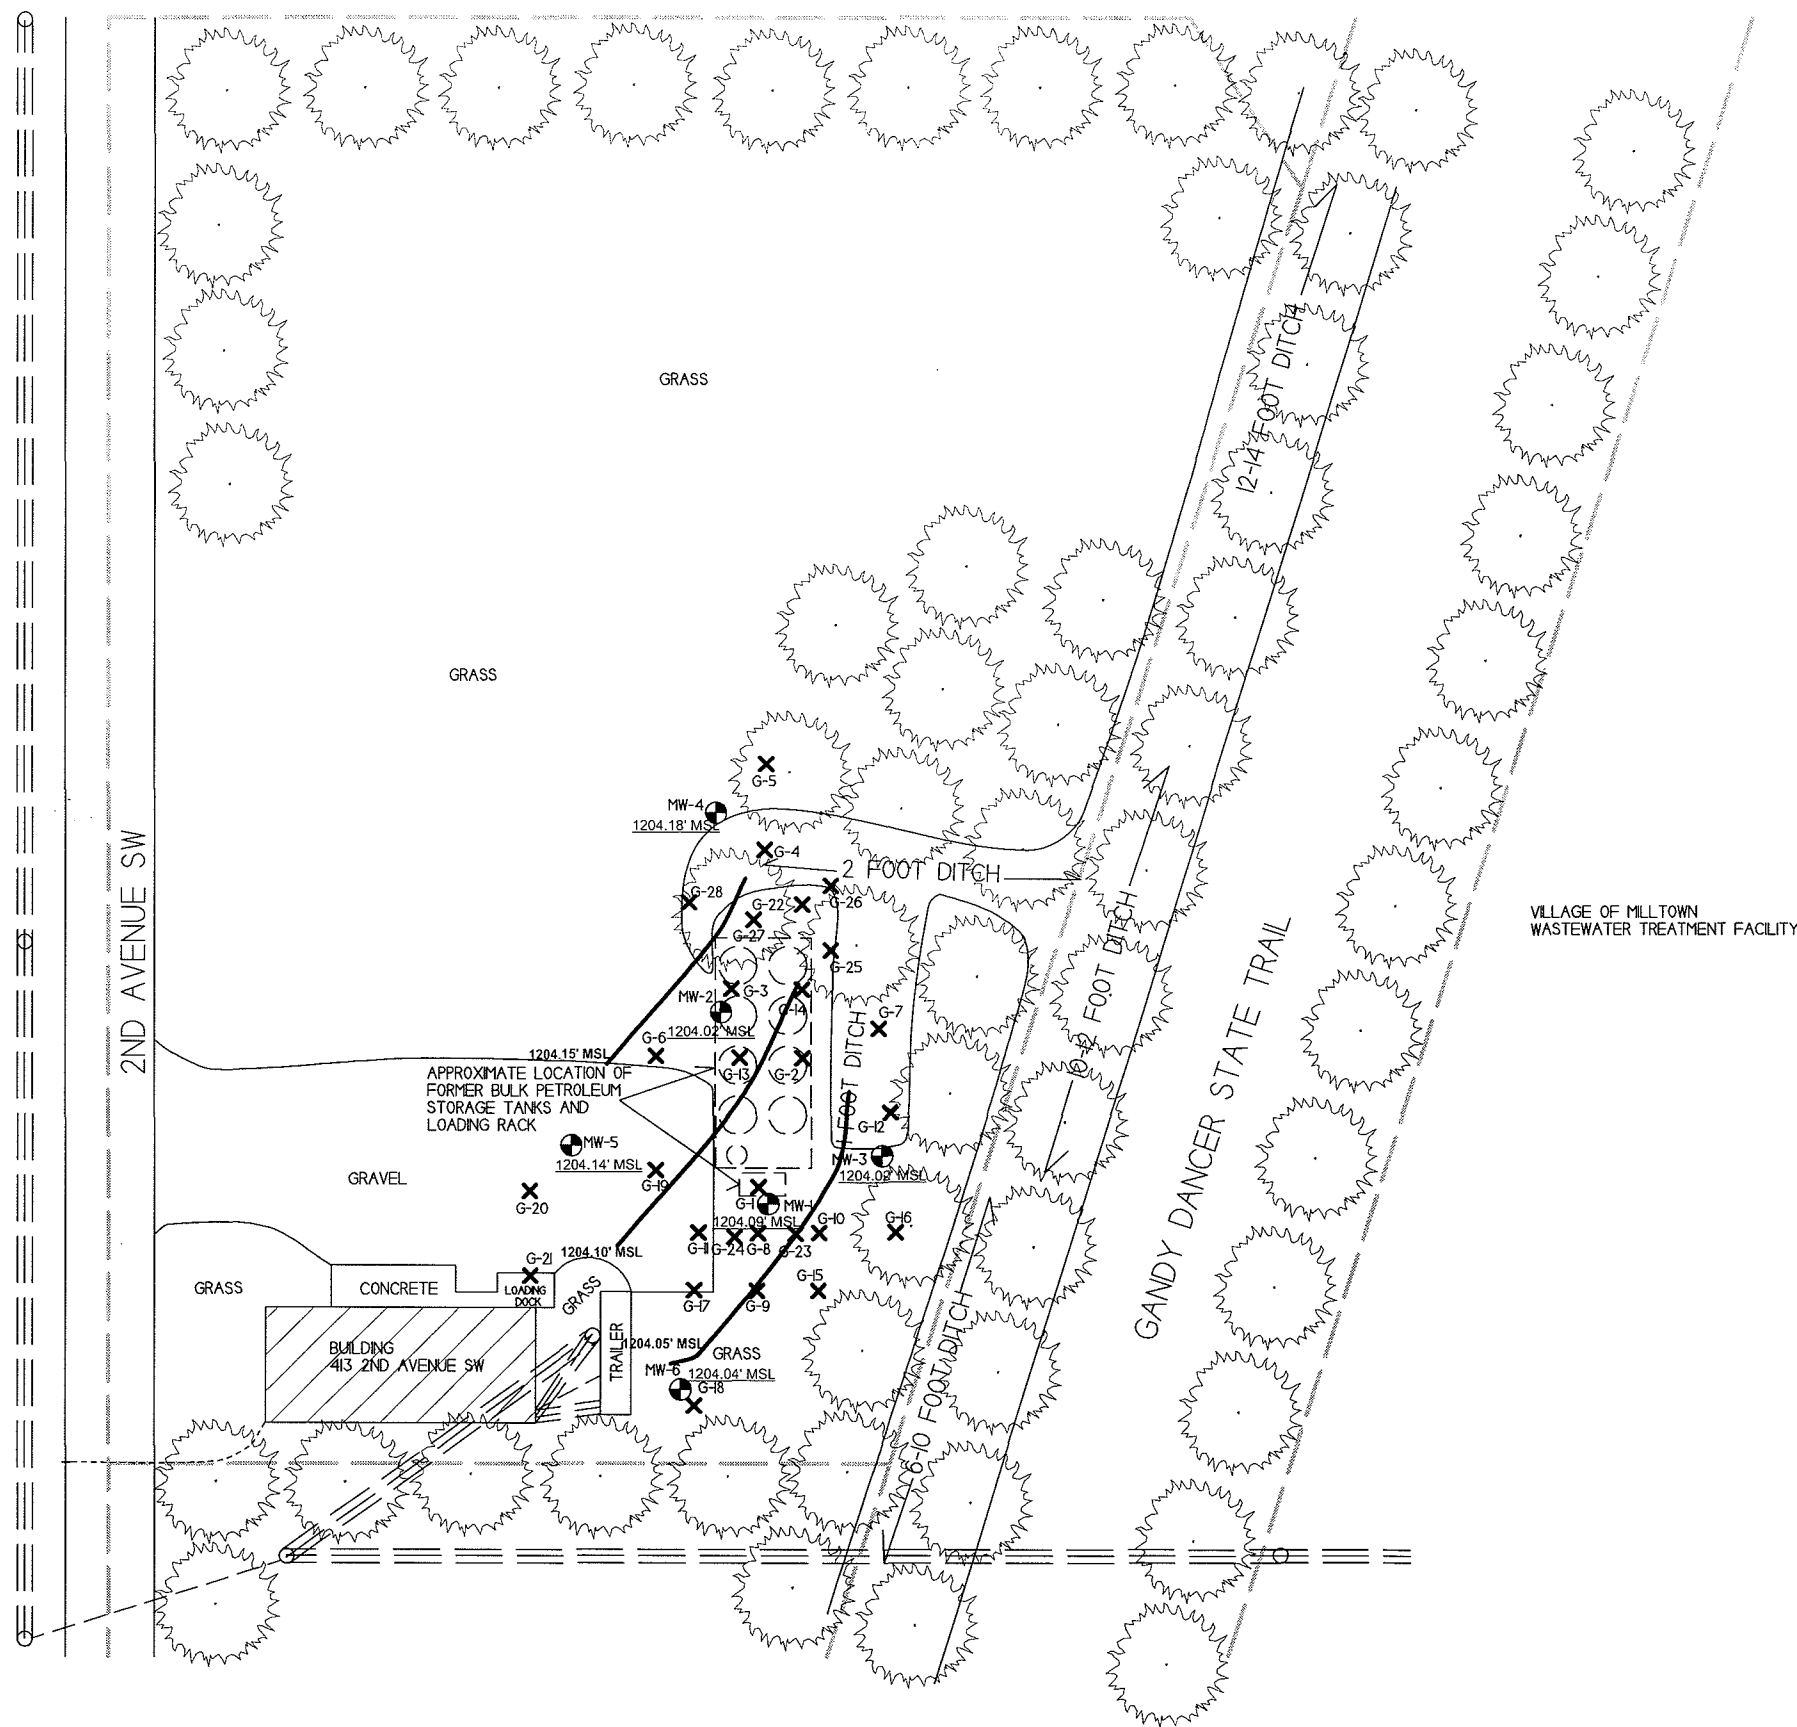 GRASS
12-14 FOOT DITCH
GRASS
G-5
MW-4
1204.18' MSL
G-4
2 FOOT DITCH
G-28
G-22
G-26
G-27
G-25
VILLAGE OF MILLTOWN
WASTEWATER TREATMENT FACILITY
2ND AVENUE SW
MW-2
G-3
G-14
G-7
1204.02' MSL
G-6
1204.15' MSL
G-13
G-2
APPROXIMATE LOCATION OF
FORMER BULK PETROLEUM
STORAGE TANKS AND
LOADING RACK
FOOT DITCH
FOOT DITCH
GANDY DANCER STATE TRAIL
G-12
MW-5
1204.14' MSL
MW-3
GRAVEL
G-19
G-20
G-1
MW-1
1204.09' MSL
G-11
G-24
G-8
G-23
G-10
G-16
1204.10' MSL
G-21
GRASS
CONCRETE
LOADING
DOCK
GRASS
G-17
G-9
G-15
BUILDING
413 2ND AVENUE SW
TRAILER
1204.05' MSL
GRASS
MW-6
1204.04' MSL
G-18
6-10 FOOT DITCH